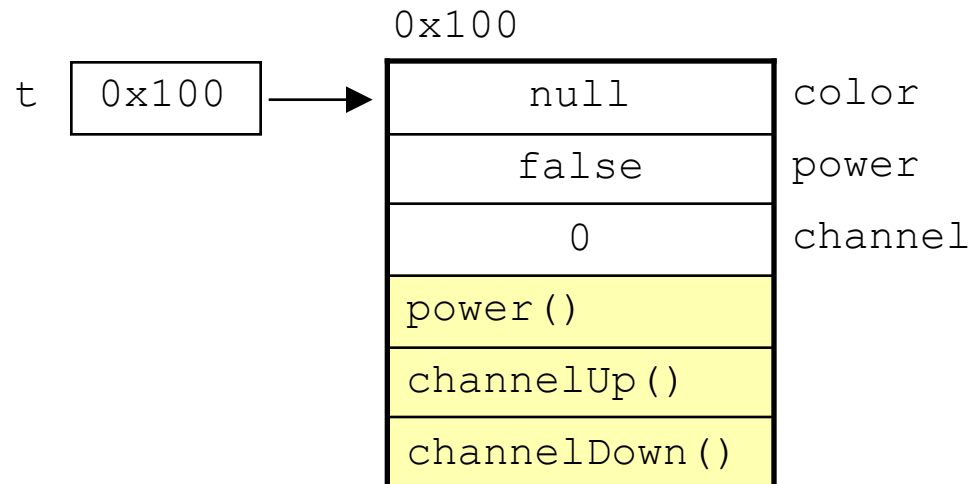 0x100
t 0x100 null color
false power
0 channel
power()
channelUp()
channelDown()